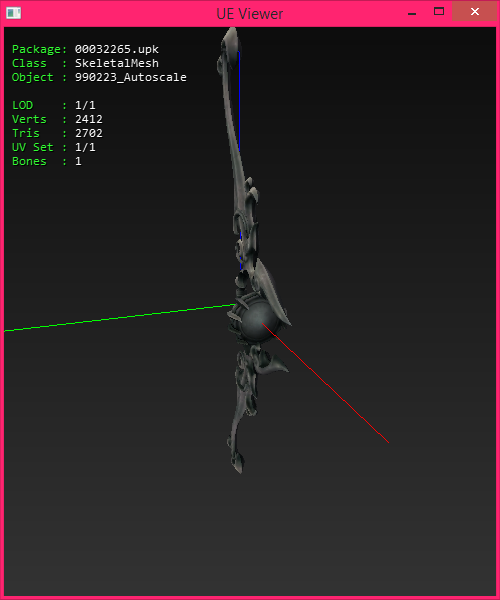 UE Viewer
Package: 00032265.upk
Class  : SkeletalMesh
Object : 990223_Autoscale
LOD    : 1/1
Verts  : 2412
Tris   : 2702
UV Set : 1/1
Bones  : 1